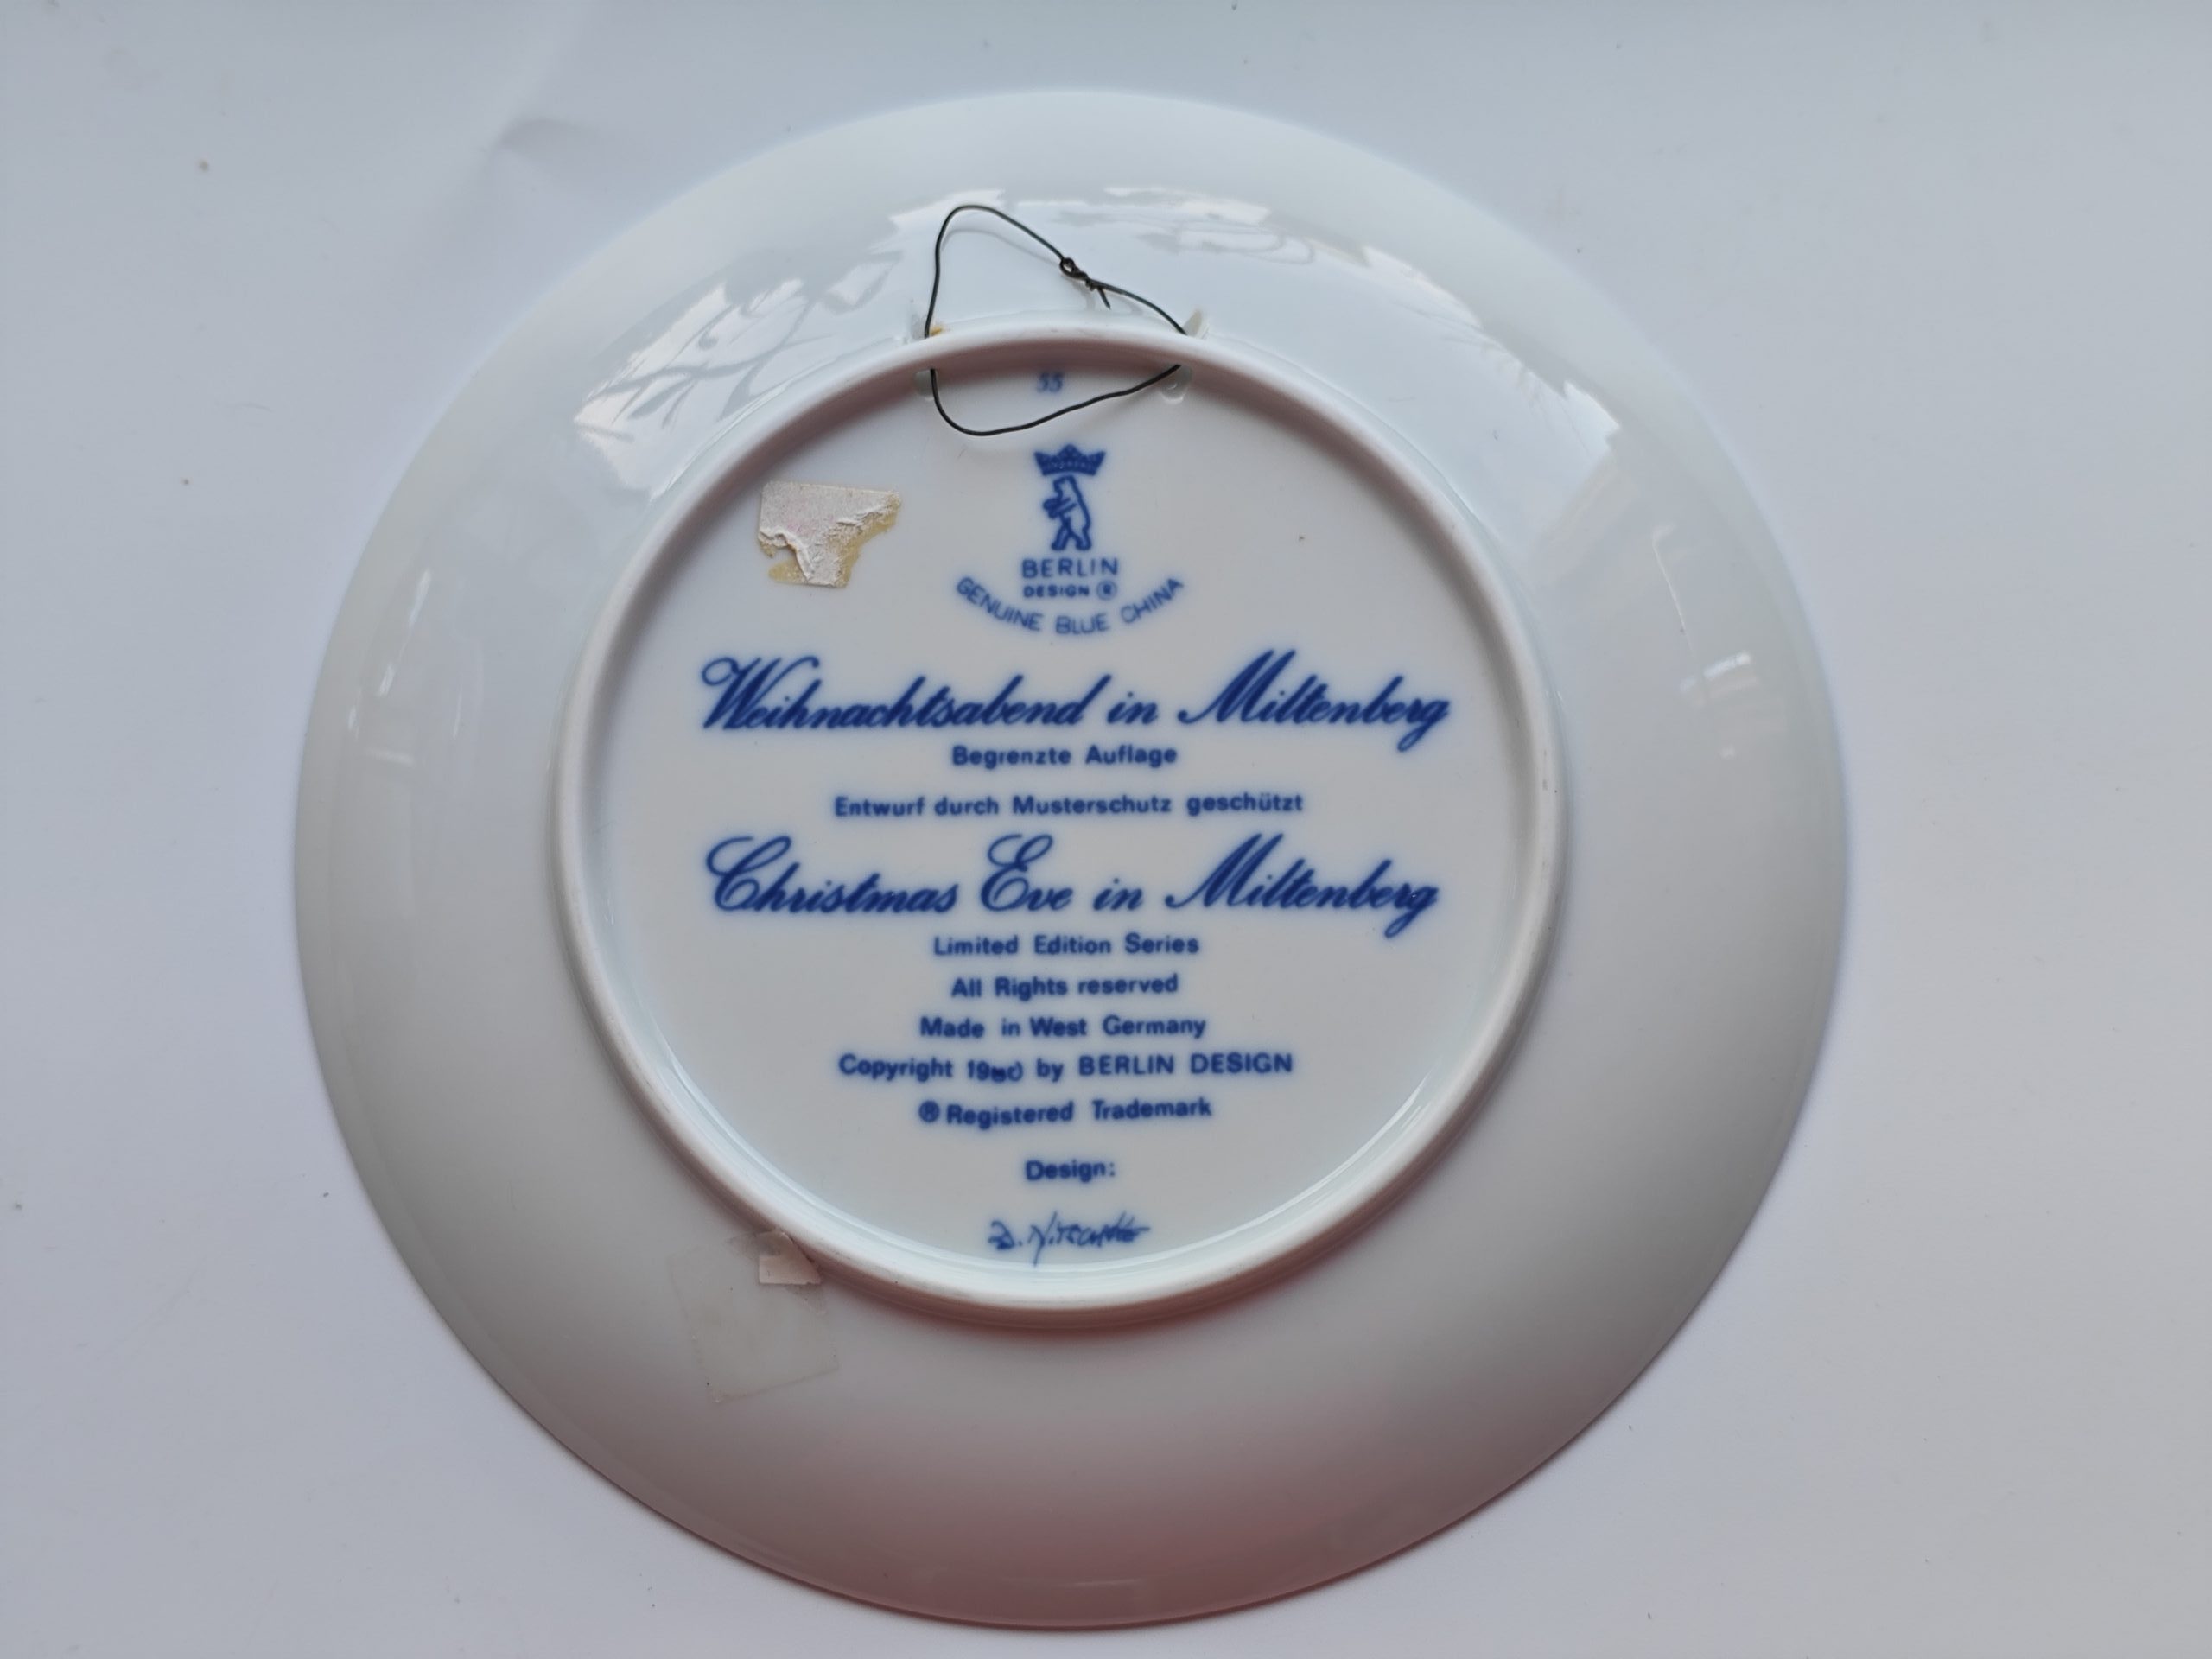 55
BERLIN
DESIGN ®
GENUINE BLUE CHINA
Weihnachtsabend in Miltenberg
Begrenzte Auflage
Entwurf durch Musterschutz geschützt
Christmas Eve in Miltenberg
Limited Edition Series
All Rights reserved
Made in West Germany
Copyright by BERLIN DESIGN
® Registered Trademark
Design: